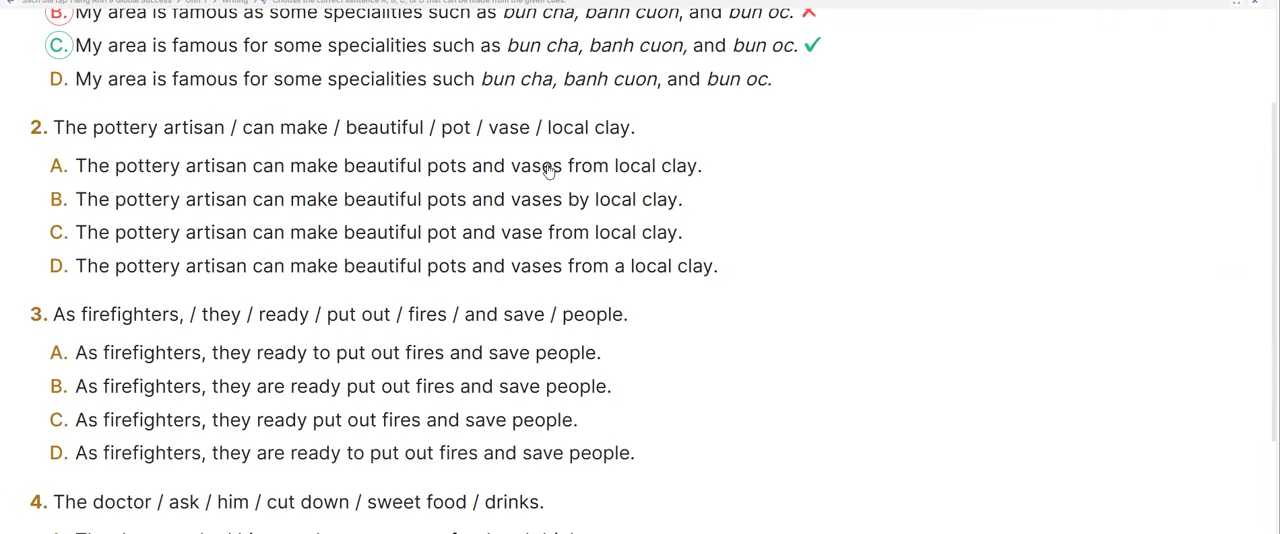 B. My area is famous as some specialities such as bun cha, banh cuon, and bun oc.
C. My area is famous for some specialities such as bun cha, banh cuon, and bun oc.
D. My area is famous for some specialities such bun cha, banh cuon, and bun oc.
2. The pottery artisan / can make / beautiful / pot / vase / local clay.
A. The pottery artisan can make beautiful pots and vases from local clay.
B. The pottery artisan can make beautiful pots and vases by local clay.
C. The pottery artisan can make beautiful pot and vase from local clay.
D. The pottery artisan can make beautiful pots and vases from a local clay.
3. As firefighters, / they / ready / put out / fires / and save / people.
A. As firefighters, they ready to put out fires and save people.
B. As firefighters, they are ready put out fires and save people.
C. As firefighters, they ready put out fires and save people.
D. As firefighters, they are ready to put out fires and save people.
4. The doctor / ask / him / cut down / sweet food / drinks.